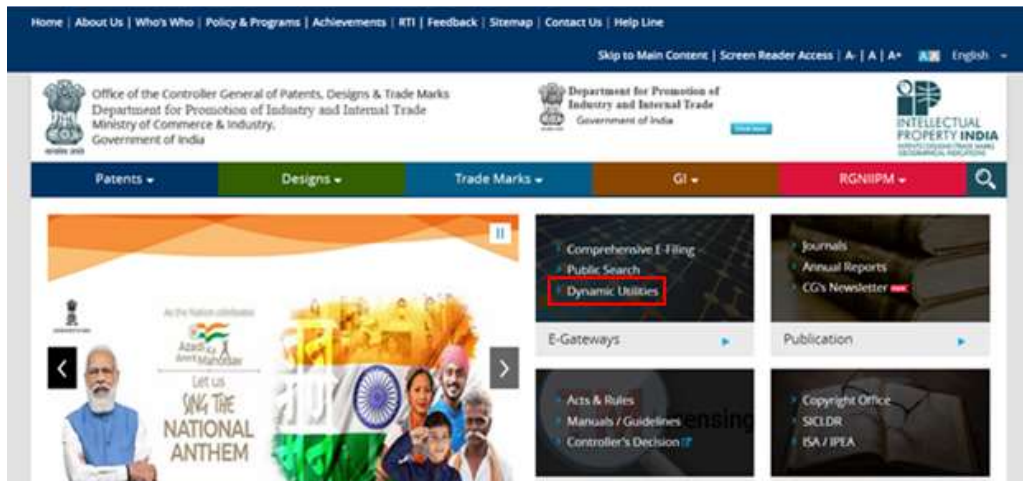 Home | About Us | Who's Who | Policy & Programs | Achievements | RTI | Feedback | Sitemap | Contact Us | Help Line
Skip to Main Content | Screen Reader Access | A- | A | A+ English
Office of the Controller General of Patents, Designs & Trade Marks
Department for Promotion of Industry and Internal Trade
Ministry of Commerce & Industry,
Government of India
Department for Promotion of
Industry and Internal Trade
Government of India
INTELLECTUAL
PROPERTY INDIA
Patents
Designs
Trade Marks
GI
RGNIIPM
Comprehensive E-Filing
Public Search
Dynamic Utilities
E-Gateways
Journals
Annual Reports
CG's Newsletter
Publication
As the Nation celebrates
Azadi Ka
Amrit Mahotsav
Let us
SING THE
NATIONAL
ANTHEM
Acts & Rules
Manuals / Guidelines
Controller's Decision
Copyright Office
SICLDR
ISA / IPEA